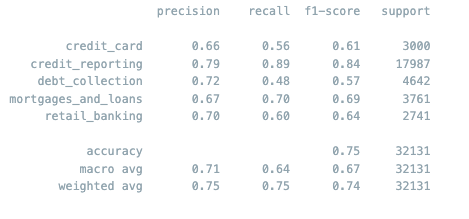 precision recall f1-score support
credit_card 0.66 0.56 0.61 3000
credit_reporting 0.79 0.89 0.84 17987
debt_collection 0.72 0.48 0.57 4642
mortgages_and_loans 0.67 0.70 0.69 3761
retail_banking 0.70 0.60 0.64 2741
accuracy 0.75 32131
macro avg 0.71 0.64 0.67 32131
weighted avg 0.75 0.75 0.74 32131